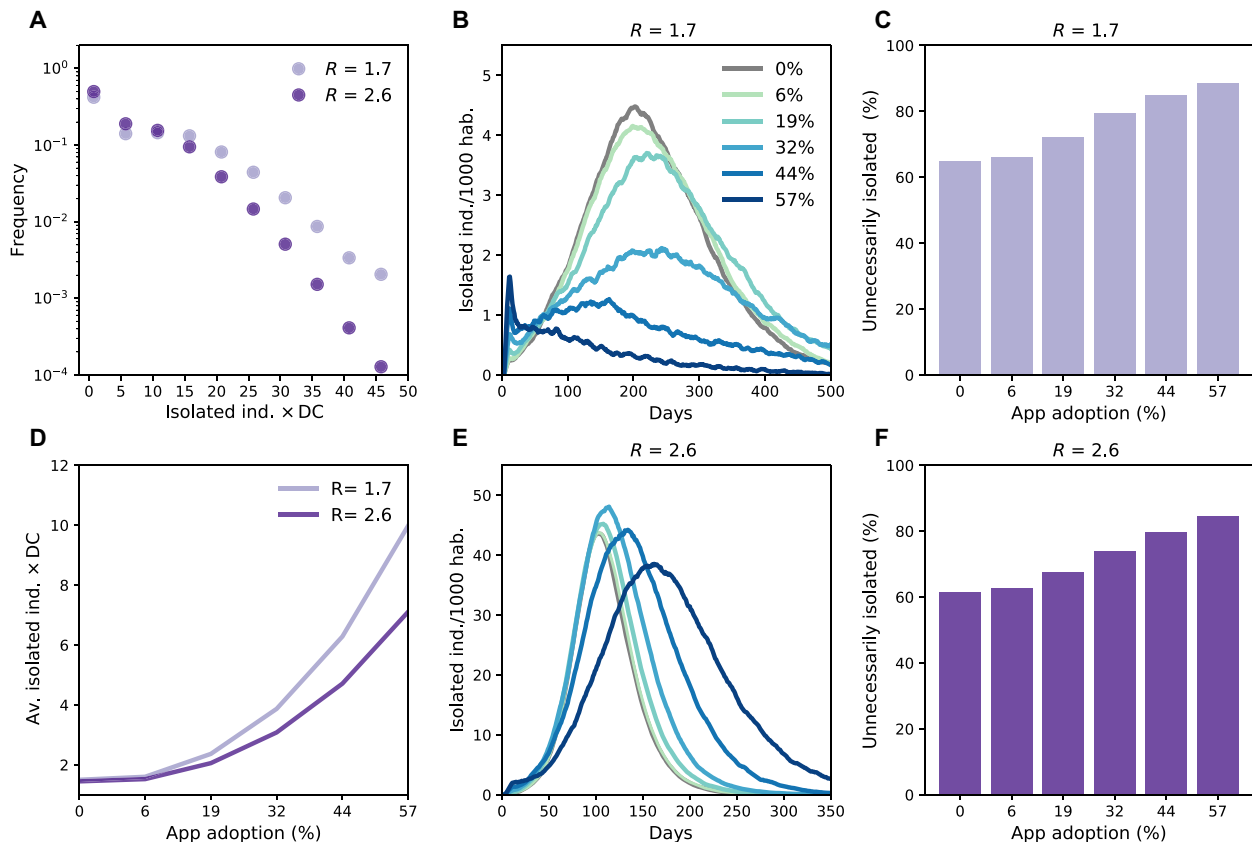 A
Frequency
10⁰
10⁻¹
10⁻²
10⁻³
10⁻⁴
R = 1.7
R = 2.6
0 5 10 15 20 25 30 35 40 45 50
Isolated ind. × DC
B
R = 1.7
Isolated ind./1000 hab.
5
4
3
2
1
0
0%
6%
19%
32%
44%
57%
0 100 200 300 400 500
Days
C
R = 1.7
Unnecessarily isolated (%)
100
80
60
40
20
0
0 6 19 32 44 57
App adoption (%)
D
Av. isolated ind. × DC
12
10
8
6
4
2
R= 1.7
R= 2.6
0 6 19 32 44 57
App adoption (%)
E
R = 2.6
Isolated ind./1000 hab.
50
40
30
20
10
0
0 50 100 150 200 250 300 350
Days
F
R = 2.6
Unnecessarily isolated (%)
100
80
60
40
20
0
0 6 19 32 44 57
App adoption (%)